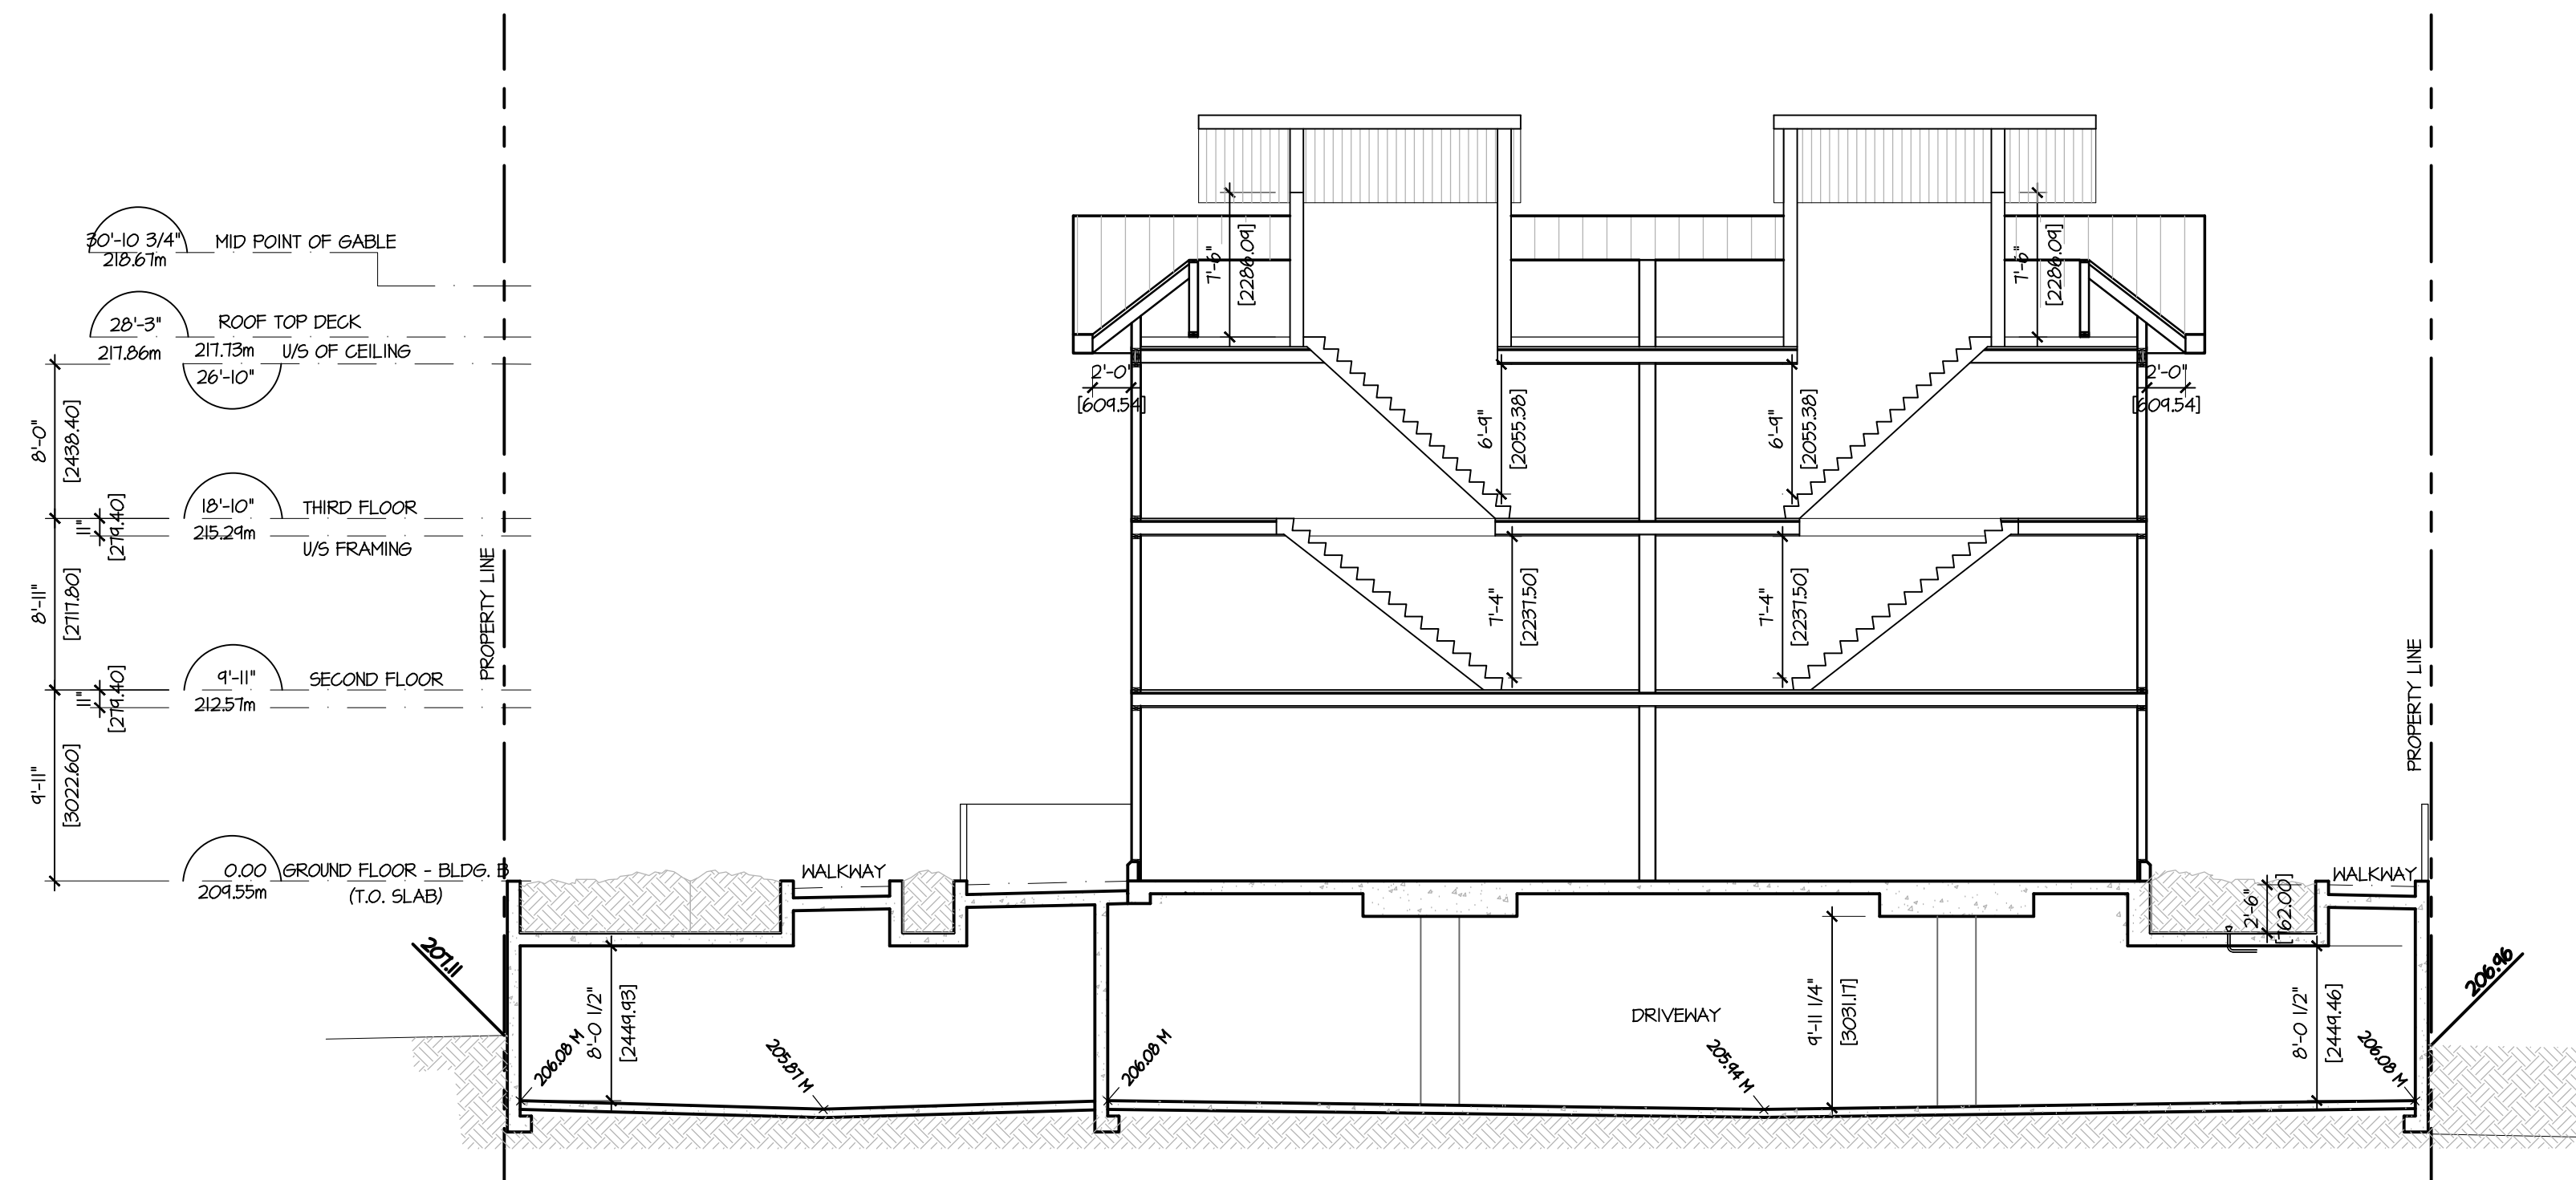 30'-10 3/4"
MID POINT OF GABLE
218.67m
28'-3"
ROOF TOP DECK
217.86m
217.73m
U/S OF CEILING
26'-10"
8'-0"
[2438.40]
18'-10"
THIRD FLOOR
215.29m
U/S FRAMING
11"
[279.40]
8'-11"
[2717.80]
9'-11"
SECOND FLOOR
212.57m
11"
[279.40]
9'-11"
[3022.60]
0.00
GROUND FLOOR - BLDG. B
209.55m
(T.O. SLAB)
PROPERTY LINE
7'-6"
[2286.09]
7'-6"
[2286.09]
2'-0"
[609.54]
2'-0"
[609.54]
6'-9"
[2055.38]
6'-9"
[2055.38]
7'-4"
[2237.50]
7'-4"
[2237.50]
PROPERTY LINE
WALKWAY
WALKWAY
2'-6"
[762.00]
207.11
206.96
8'-0 1/2"
[2449.93]
206.08 M
205.87 M
206.08 M
DRIVEWAY
205.94 M
9'-11 1/4"
[3031.17]
8'-0 1/2"
[2449.46]
206.08 M